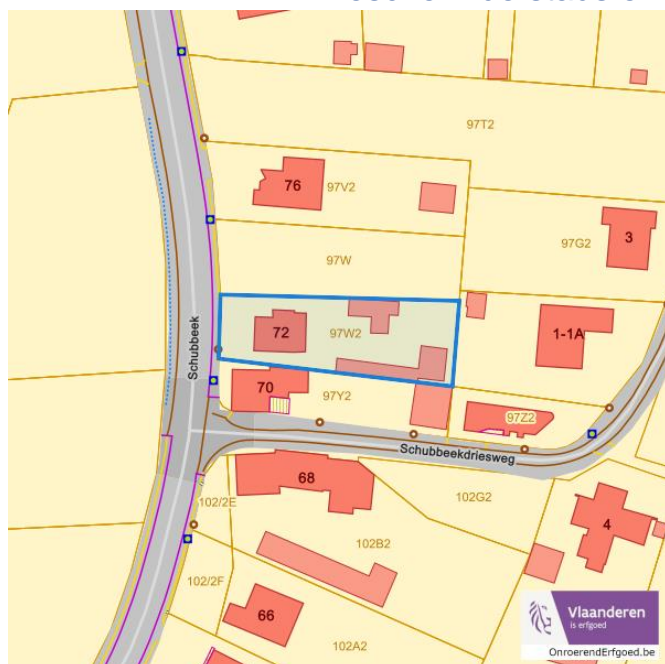 97T2
76
97V2
3
97G2
97W
Schubbeek
72
97W2
1-1A
70
97Y2
97Z2
Schubbeekdriesweg
68
102G2
102/2E
4
102B2
102/2F
66
102A2
Vlaanderen
is erfgoed
OnroerendErfgoed.be